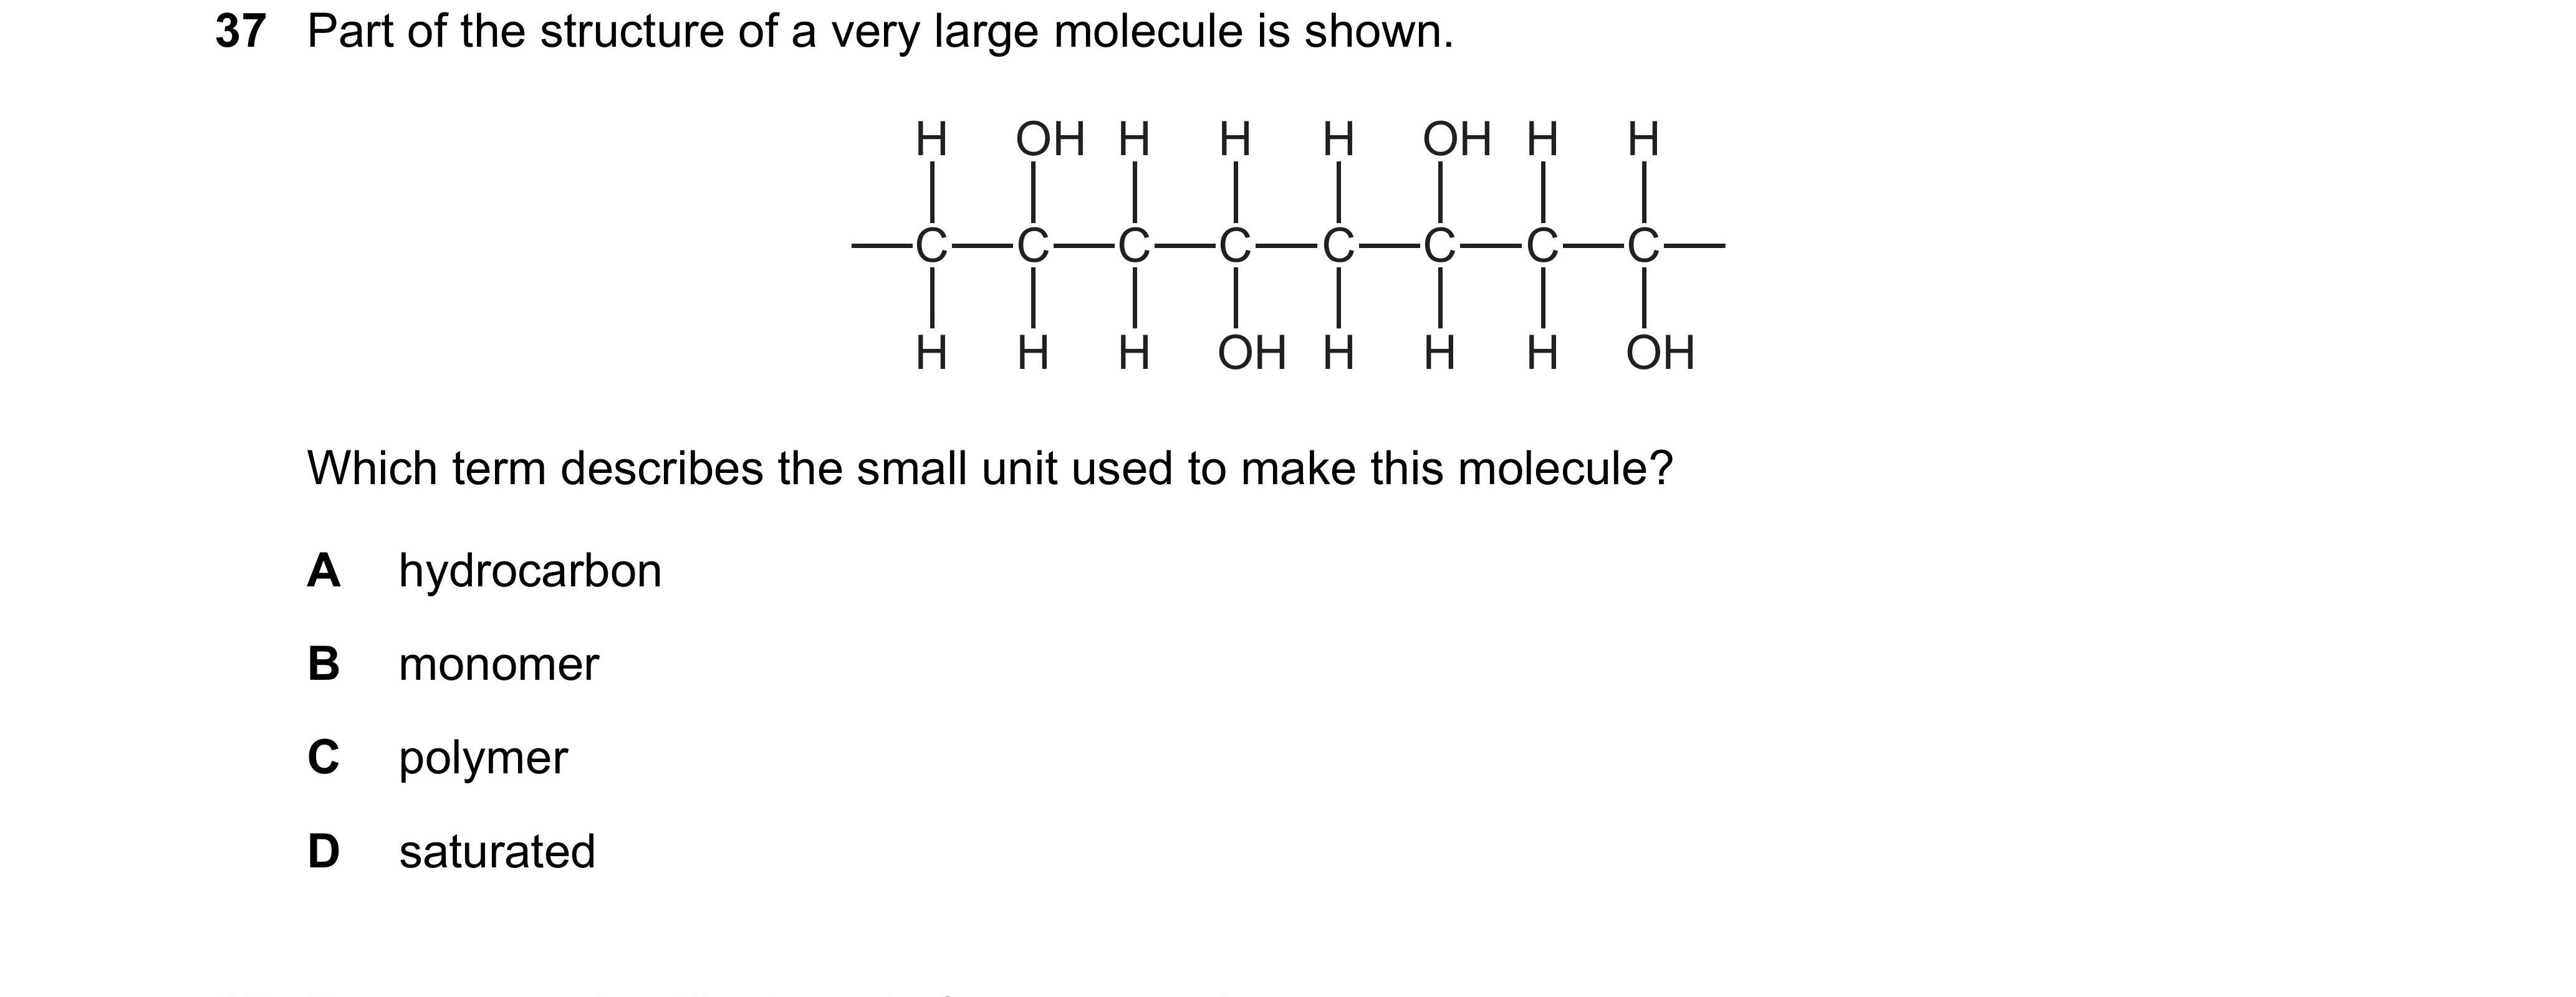 37 Part of the structure of a very large molecule is shown.
H OH H H H OH H H
C C C C C C C C
H H H OH H H H OH
Which term describes the small unit used to make this molecule?
A hydrocarbon
B monomer
C polymer
D saturated